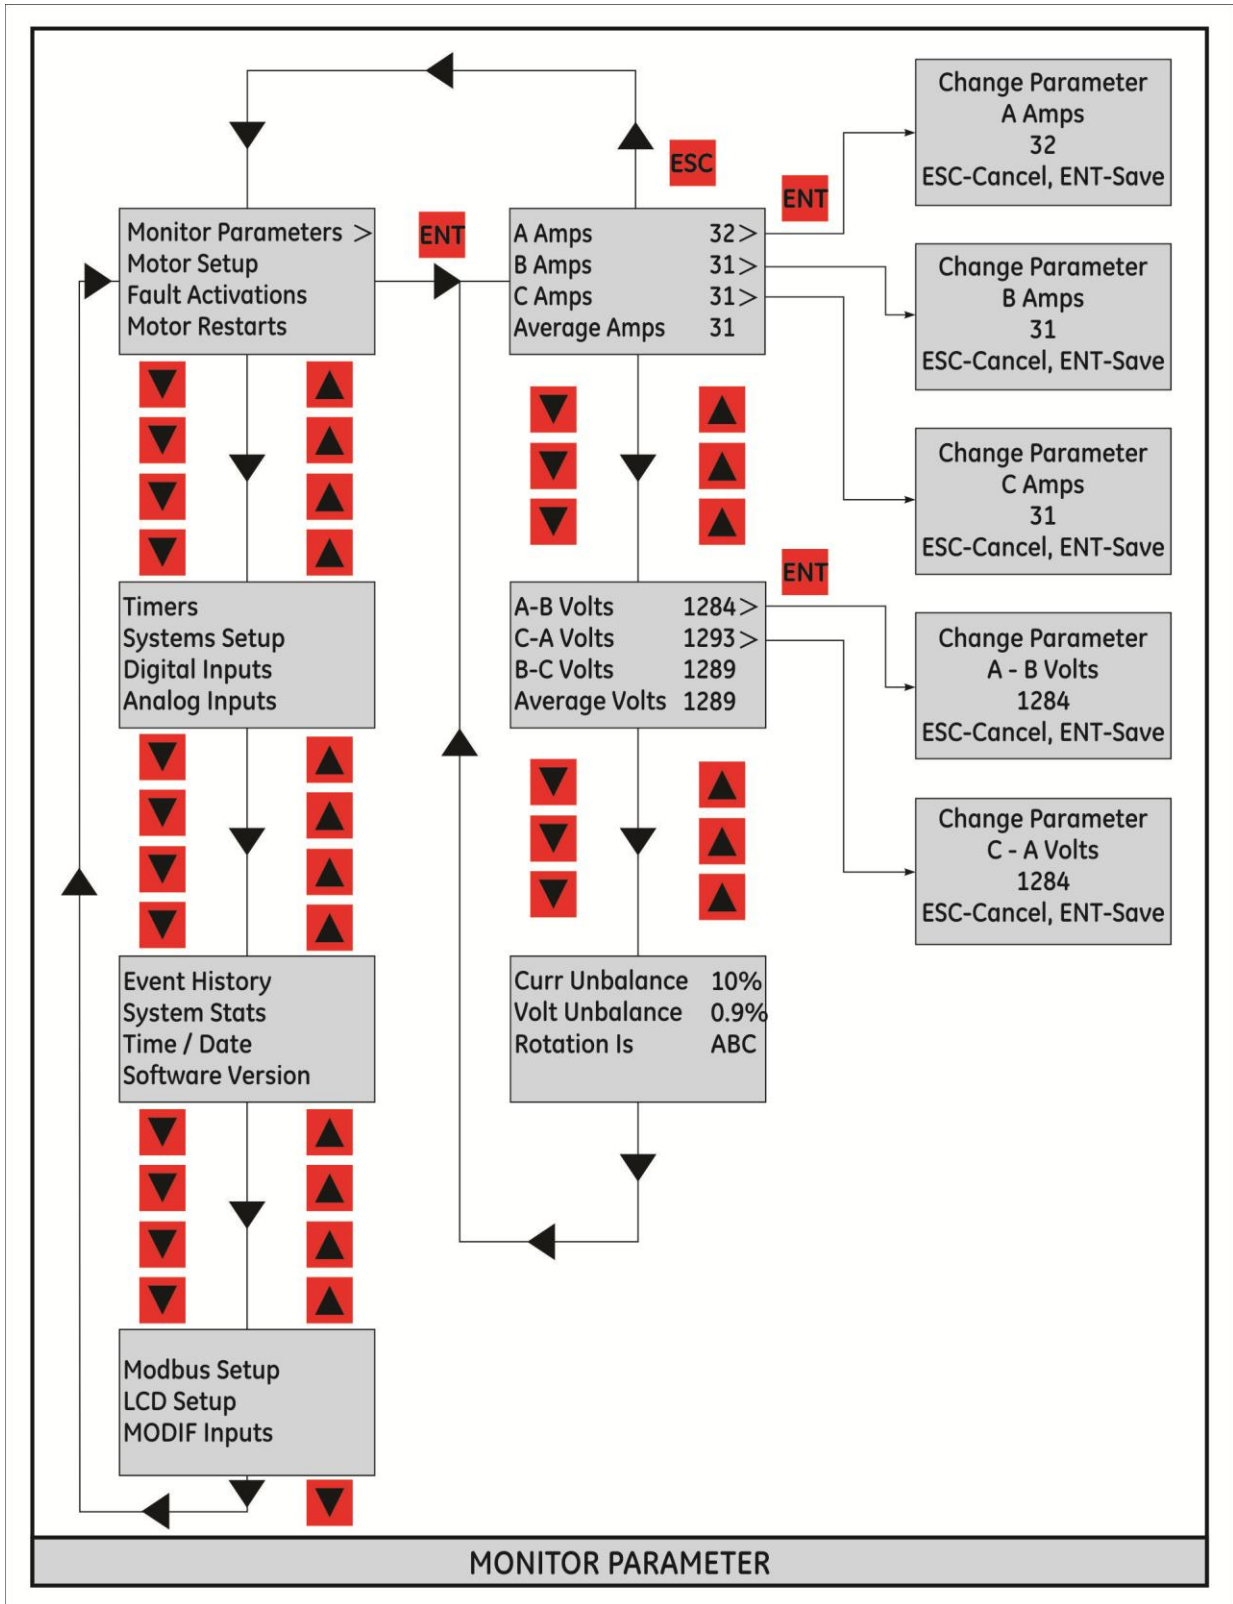 ESC
ENT
ENT
Monitor Parameters >
Motor Setup
Fault Activations
Motor Restarts
Timers
Systems Setup
Digital Inputs
Analog Inputs
Event History
System Stats
Time / Date
Software Version
Modbus Setup
LCD Setup
MODIF Inputs
A Amps 32 >
B Amps 31 >
C Amps 31 >
Average Amps 31
ENT
A-B Volts 1284 >
C-A Volts 1293 >
B-C Volts 1289
Average Volts 1289
Curr Unbalance 10%
Volt Unbalance 0.9%
Rotation Is ABC
Change Parameter
A Amps
32
ESC-Cancel, ENT-Save
Change Parameter
B Amps
31
ESC-Cancel, ENT-Save
Change Parameter
C Amps
31
ESC-Cancel, ENT-Save
Change Parameter
A - B Volts
1284
ESC-Cancel, ENT-Save
Change Parameter
C - A Volts
1284
ESC-Cancel, ENT-Save
MONITOR PARAMETER